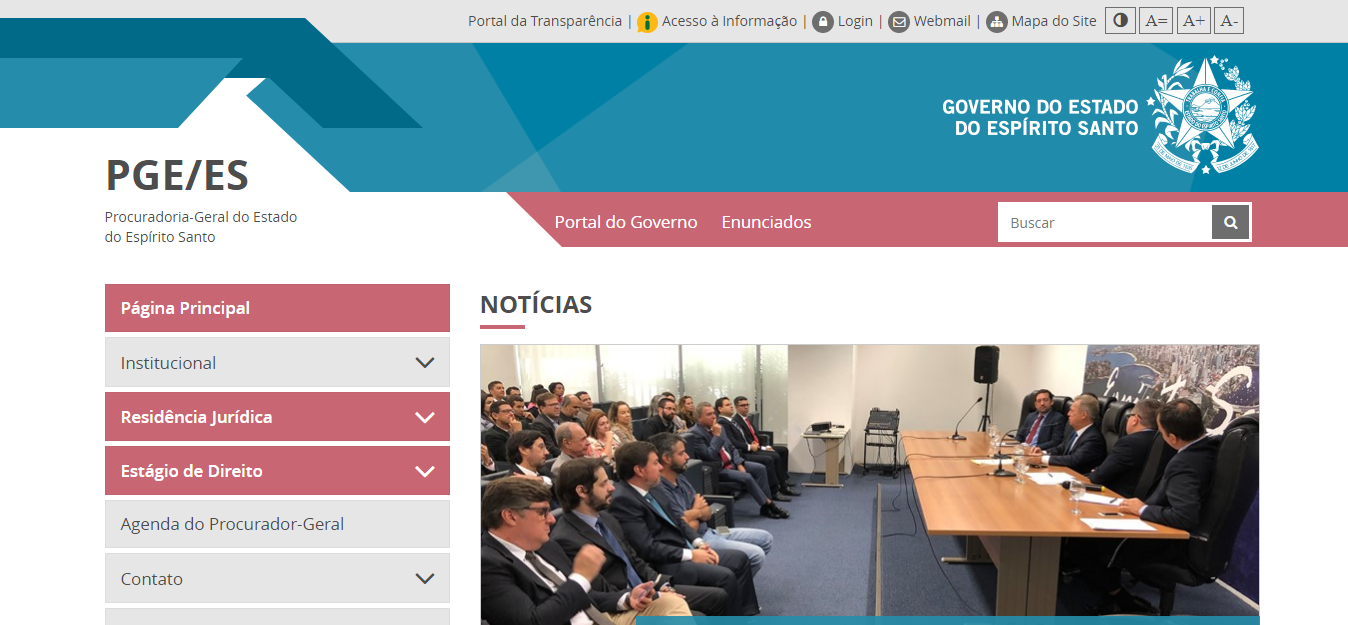 Portal da Transparência | Acesso à Informação | Login | Webmail | Mapa do Site A= A+ A-
GOVERNO DO ESTADO
DO ESPÍRITO SANTO
TRABALHA E CONFIA
PGE/ES
Procuradoria-Geral do Estado
do Espírito Santo
Portal do Governo Enunciados
Buscar
Página Principal
Institucional
Residência Jurídica
Estágio de Direito
Agenda do Procurador-Geral
Contato
NOTÍCIAS